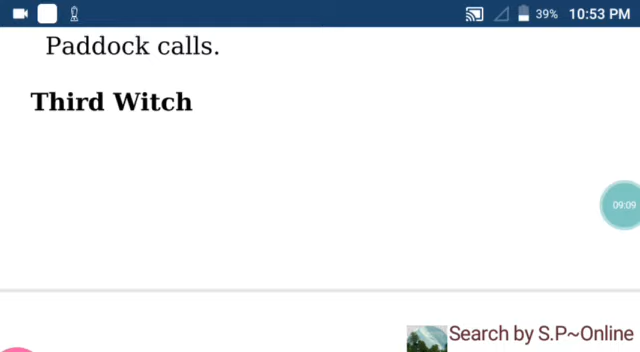 39% 10:53 PM
Paddock calls.
Third Witch
09:09
Search by S.P~Online